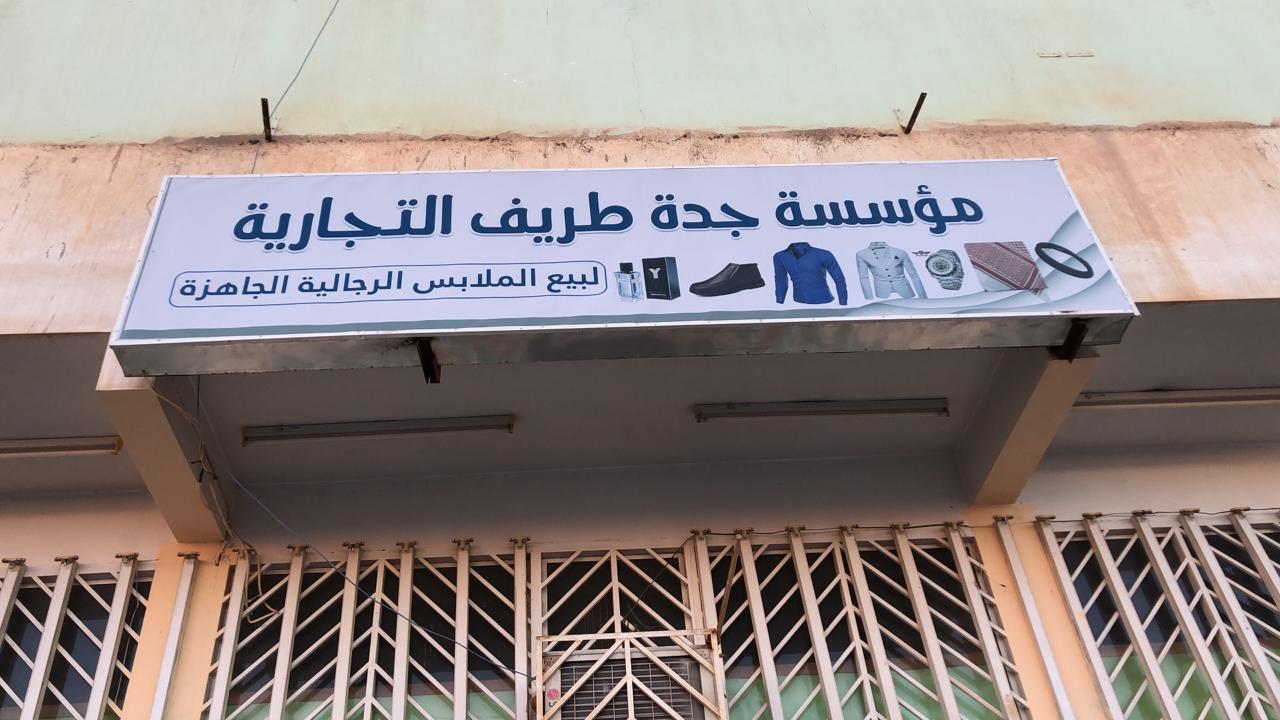 مؤسسة جدة طريف التجارية
لبيع الملابس الرجالية الجاهزة
Y